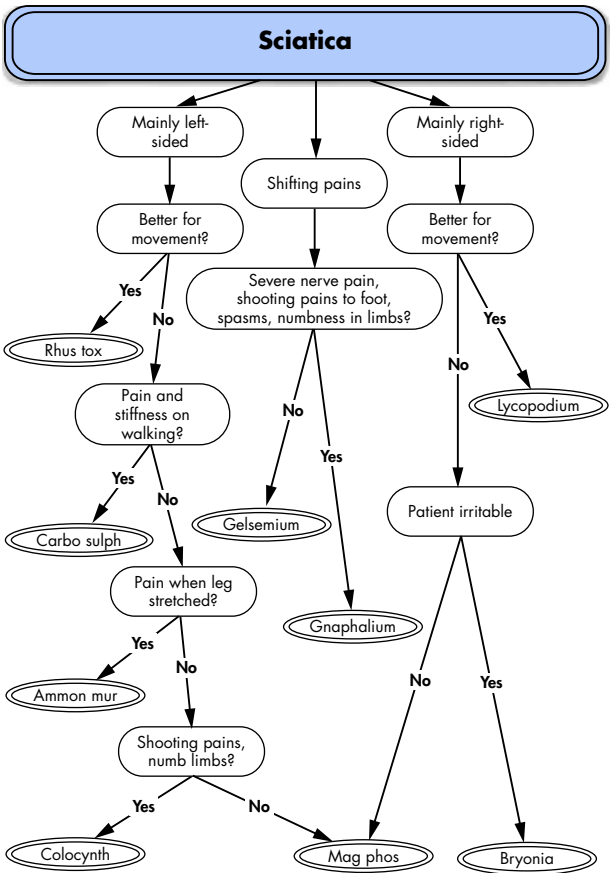 Sciatica
Mainly left-
sided
Mainly right-
sided
Shifting pains
Better for
movement?
Better for
movement?
Severe nerve pain,
shooting pains to foot,
spasms, numbness in limbs?
Yes
No
Yes
Rhus tox
No
Lycopodium
Pain and
stiffness on
walking?
No
Yes
Yes
No
Patient irritable
Carbo sulph
Gelsemium
Pain when leg
stretched?
Gnaphalium
Yes
No
No
Yes
Ammon mur
Shooting pains,
numb limbs?
Yes
No
Colocynth
Mag phos
Bryonia